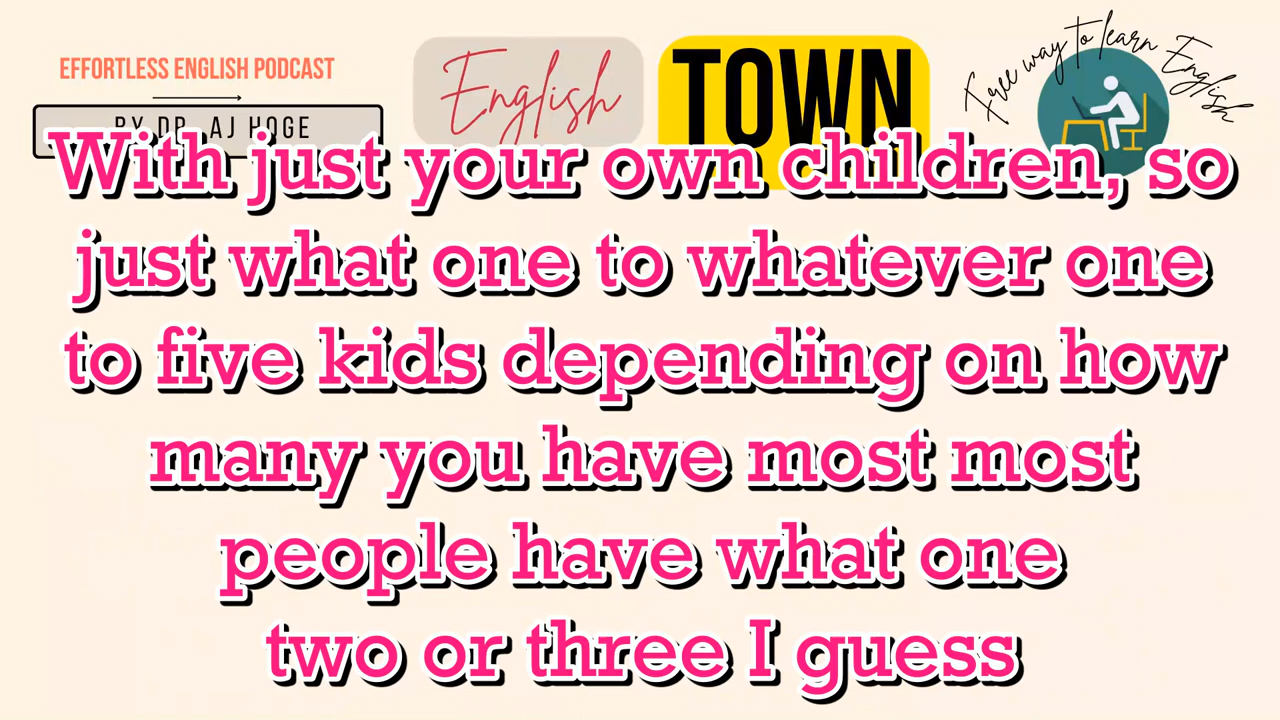 EFFORTLESS ENGLISH PODCAST
BY DR. AJ HOGE
English
TOWN
Free way to learn English
With just your own children, so
just what one to whatever one
to five kids depending on how
many you have most most
people have what one
two or three I guess